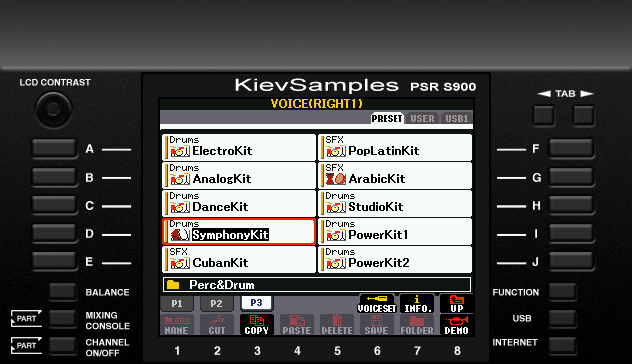 LCD CONTRAST
KievSamples PSR S900
TAB
VOICE(RIGHT1)
PRESET USER USB1
A
B
C
D
E
Drums
ElectroKit
Drums
AnalogKit
Drums
DanceKit
Drums
SymphonyKit
SFX
CubanKit
SFX
PopLatinKit
SFX
ArabicKit
Drums
StudioKit
Drums
PowerKit1
Drums
PowerKit2
F
G
H
I
J
Perc&Drum
P1 P2 P3 VOICESET INFO. UP
NAME CUT COPY PASTE DELETE SAVE FOLDER DEMO
BALANCE
PART MIXING
CONSOLE
PART CHANNEL
ON/OFF
FUNCTION
USB
INTERNET
1 2 3 4 5 6 7 8